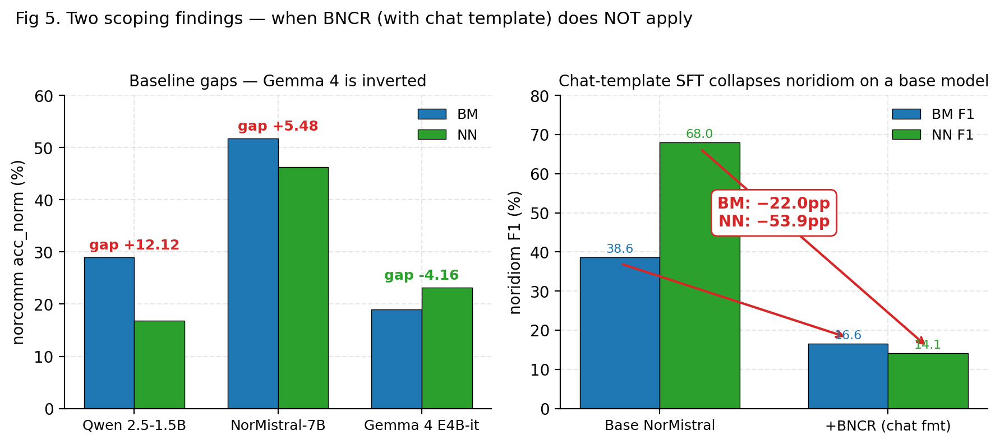 Fig 5. Two scoping findings — when BNCR (with chat template) does NOT apply
Baseline gaps — Gemma 4 is inverted
norcomm acc_norm (%)
60
50
40
30
20
10
0
gap +12.12
gap +5.48
gap -4.16
BM
NN
Qwen 2.5-1.5B
NorMistral-7B
Gemma 4 E4B-it
Chat-template SFT collapses noridiom on a base model
noridiom F1 (%)
80
70
60
50
40
30
20
10
0
38.6
68.0
BM: −22.0pp
NN: −53.9pp
16.6
14.1
BM F1
NN F1
Base NorMistral
+BNCR (chat fmt)